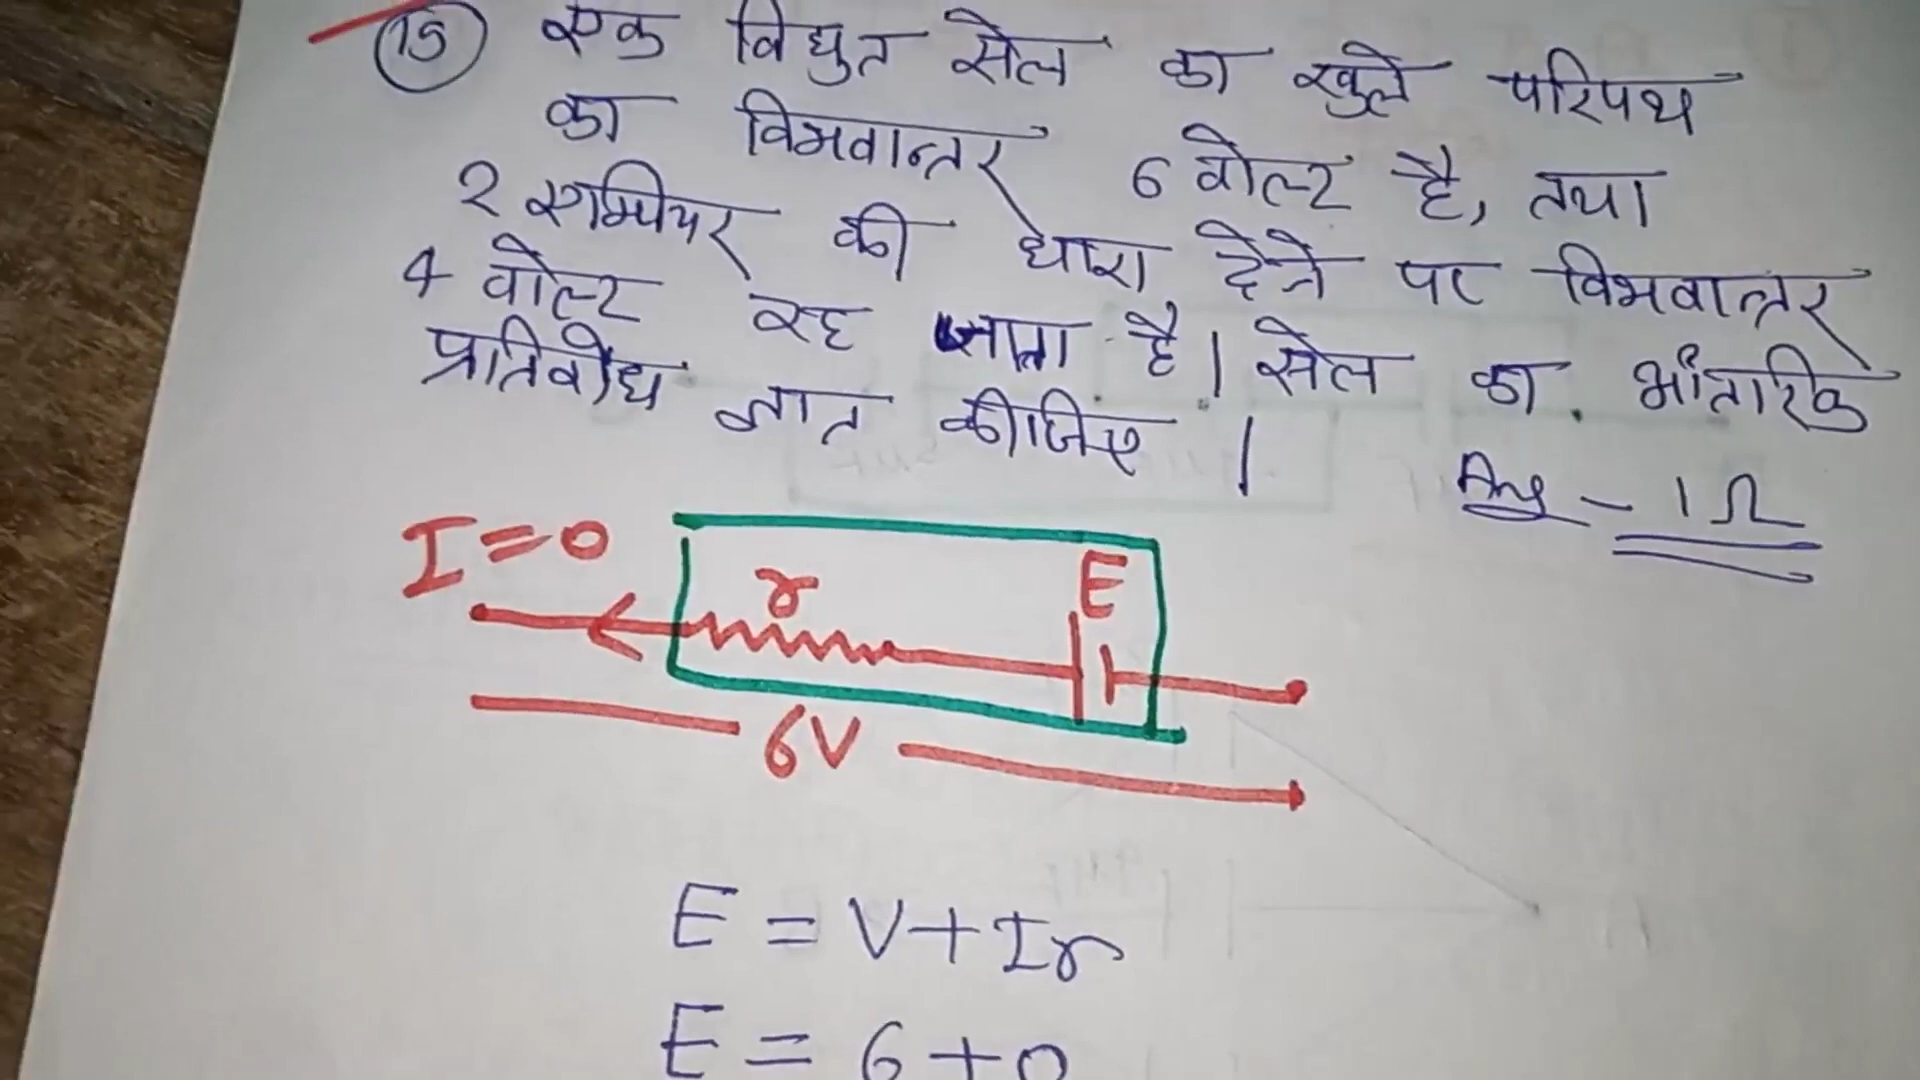 15 एक विद्युत सेल का खुले परिपथ
का विभवान्तर 6 वोल्ट है, तथा
2 एम्पियर की धारा देने पर विभवान्तर
4 वोल्ट रह जाता है। सेल का आंतरिक
प्रतिरोध ज्ञात कीजिए।
Ans - 1Ω
I=0
r
E
6V
E = V+Ir
E = 6+0